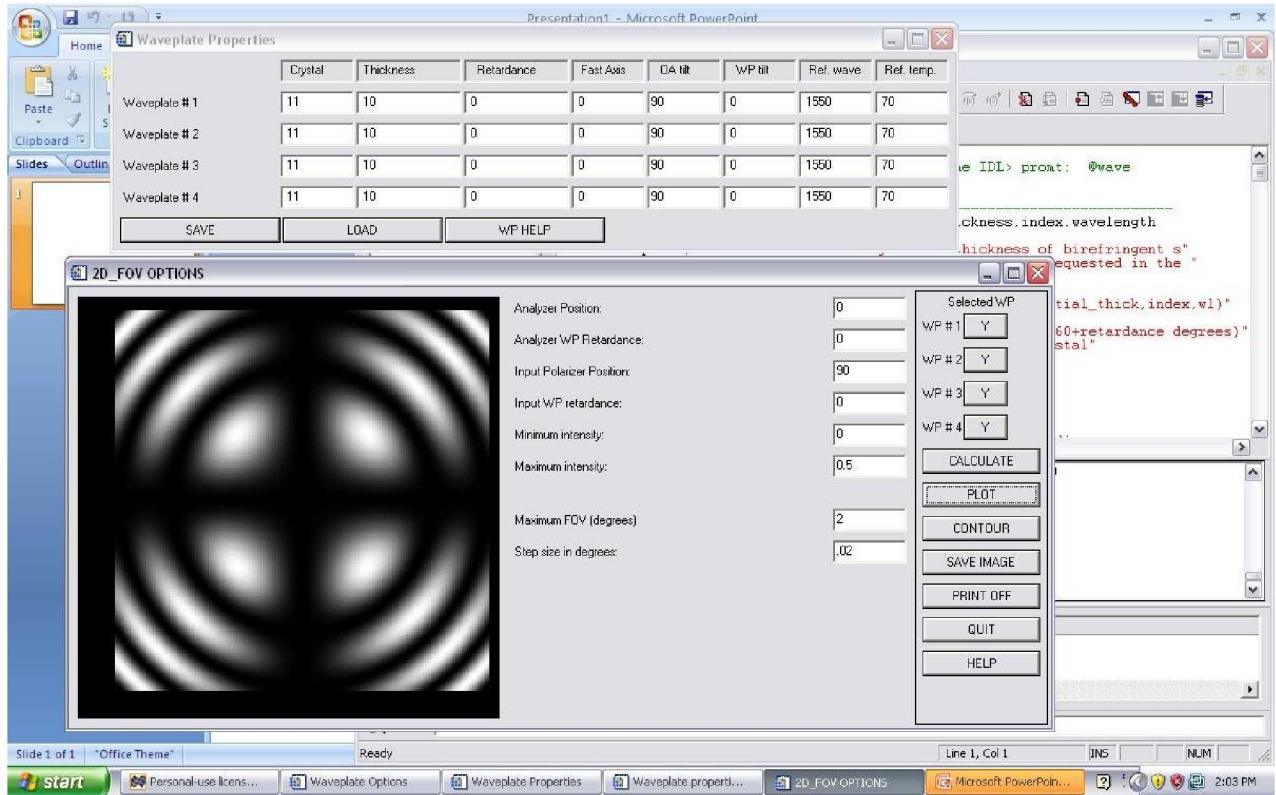 Presentation1 - Microsoft PowerPoint
Home
Paste
Clipboard
Slides Outlin
1
Waveplate Properties
Crystal Thickness Retardance Fast Axis OA tilt WP tilt Ref. wave Ref. temp.
Waveplate # 1 11 10 0 0 90 0 1550 70
Waveplate # 2 11 10 0 0 90 0 1550 70
Waveplate # 3 11 10 0 0 90 0 1550 70
Waveplate # 4 11 10 0 0 90 0 1550 70
SAVE LOAD WP HELP
IDL> promt: @wave
ckness,index,wavelength
hickness of birefringent s"
equested in the "
tial_thick,index,wl)"
60+retardance degrees)"
stal"
2D_FOV OPTIONS
Analyzer Position: 0
Analyzer WP Retardance: 0
Input Polarizer Position: 90
Input WP retardance: 0
Minimum intensity: 0
Maximum intensity: 0.5
Maximum FOV (degrees) 2
Step size in degrees: .02
Selected WP
WP # 1 Y
WP # 2 Y
WP # 3 Y
WP # 4 Y
CALCULATE
PLOT
CONTOUR
SAVE IMAGE
PRINT OFF
QUIT
HELP
Slide 1 of 1 "Office Theme"
Ready Line 1, Col 1 INS NUM
start Personal-use licens... Waveplate Options Waveplate Properties Waveplate properti... 2D_FOV OPTIONS Microsoft PowerPoin... 2:03 PM